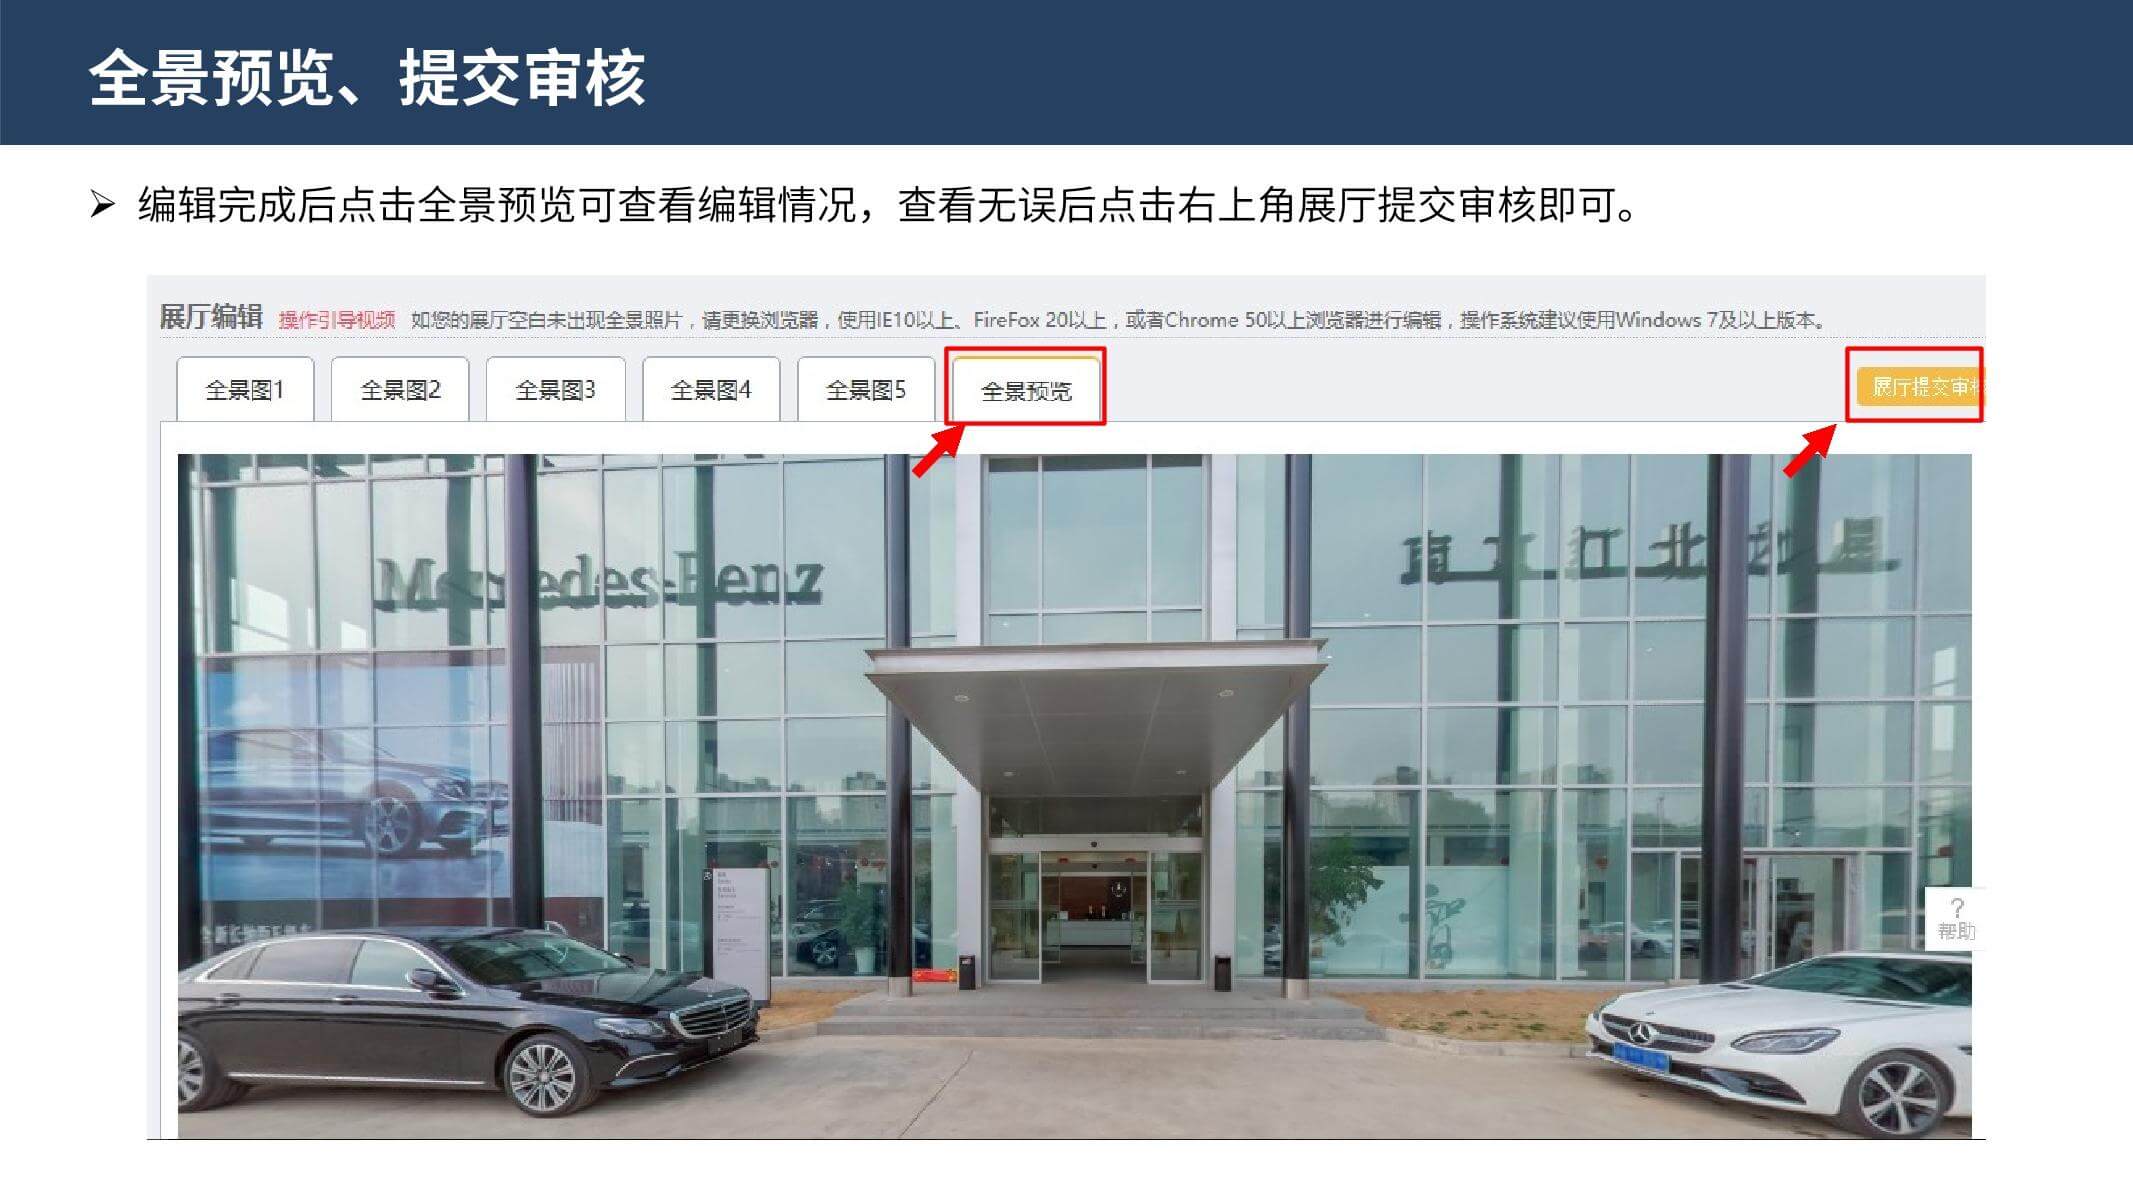 全景预览、提交审核
➢ 编辑完成后点击全景预览可查看编辑情况，查看无误后点击右上角展厅提交审核即可。
展厅编辑 操作引导视频 如您的展厅空白未出现全景照片，请更换浏览器，使用IE10以上、FireFox 20以上，或者Chrome 50以上浏览器进行编辑，操作系统建议使用Windows 7及以上版本。
全景图1 全景图2 全景图3 全景图4 全景图5 全景预览 展厅提交审核
Mercedes-Benz
?
帮助